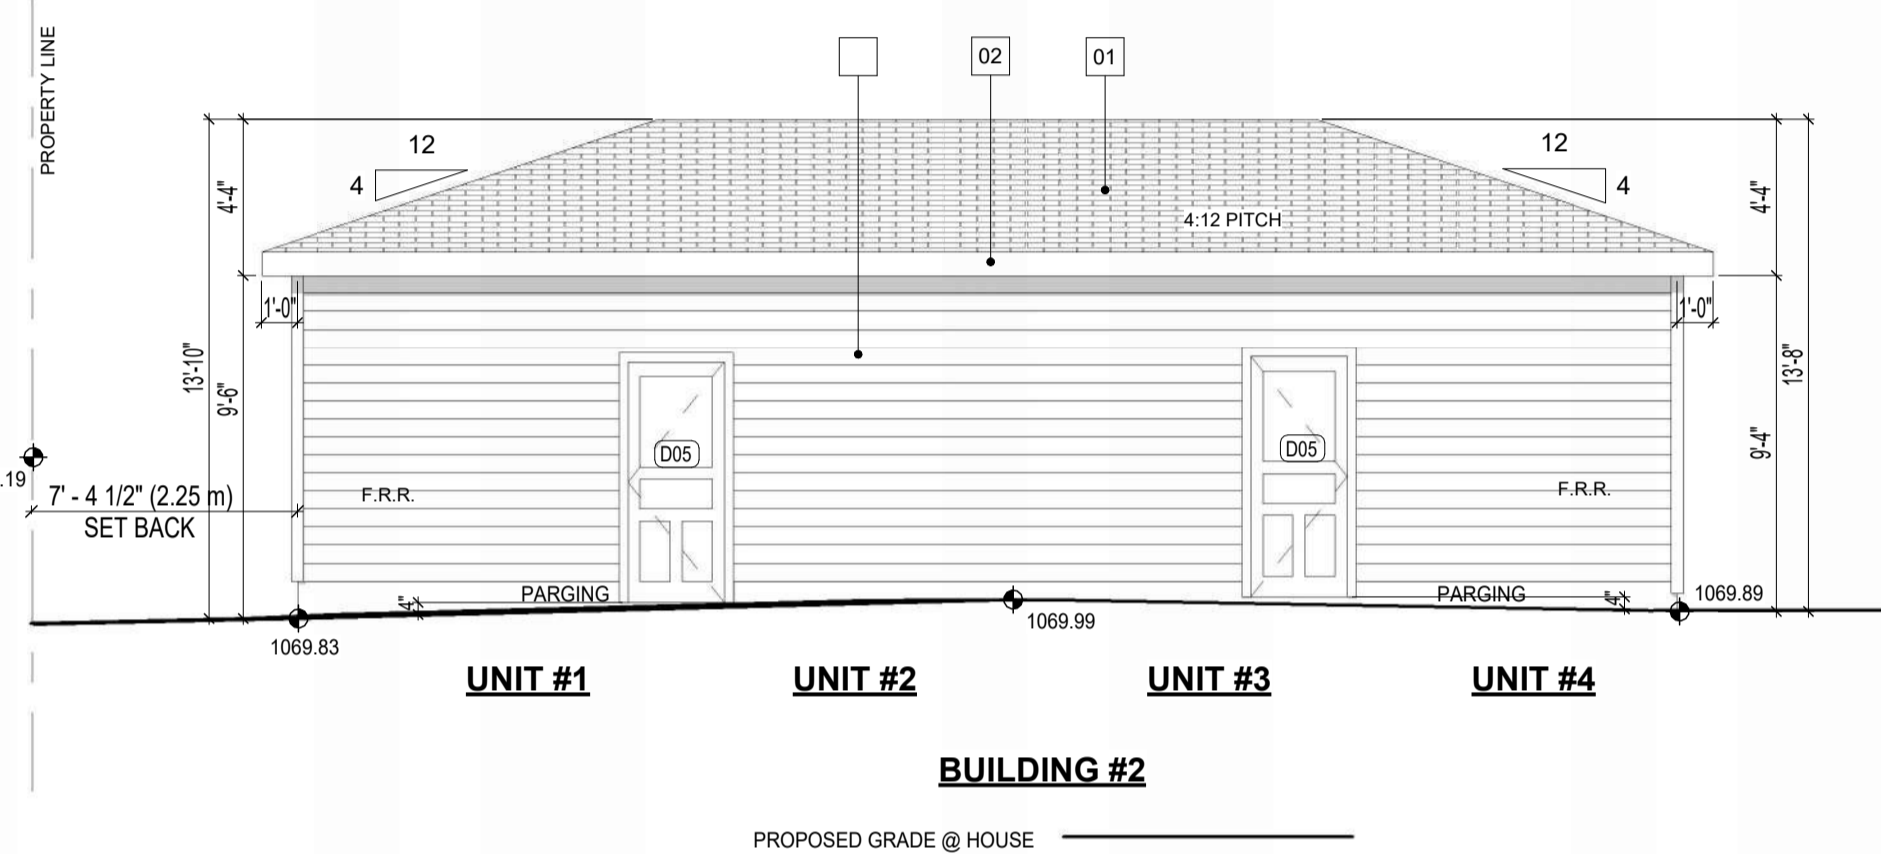 PROPERTY LINE
02
01
12
4
12
4
4'-4"
4'-4"
4:12 PITCH
1'-0"
1'-0"
13'-10"
9'-6"
13'-8"
9'-4"
D05
D05
.19
7' - 4 1/2" (2.25 m)
SET BACK
F.R.R.
F.R.R.
4"
PARGING
PARGING
4"
1069.89
1069.83
1069.99
UNIT #1
UNIT #2
UNIT #3
UNIT #4
BUILDING #2
PROPOSED GRADE @ HOUSE